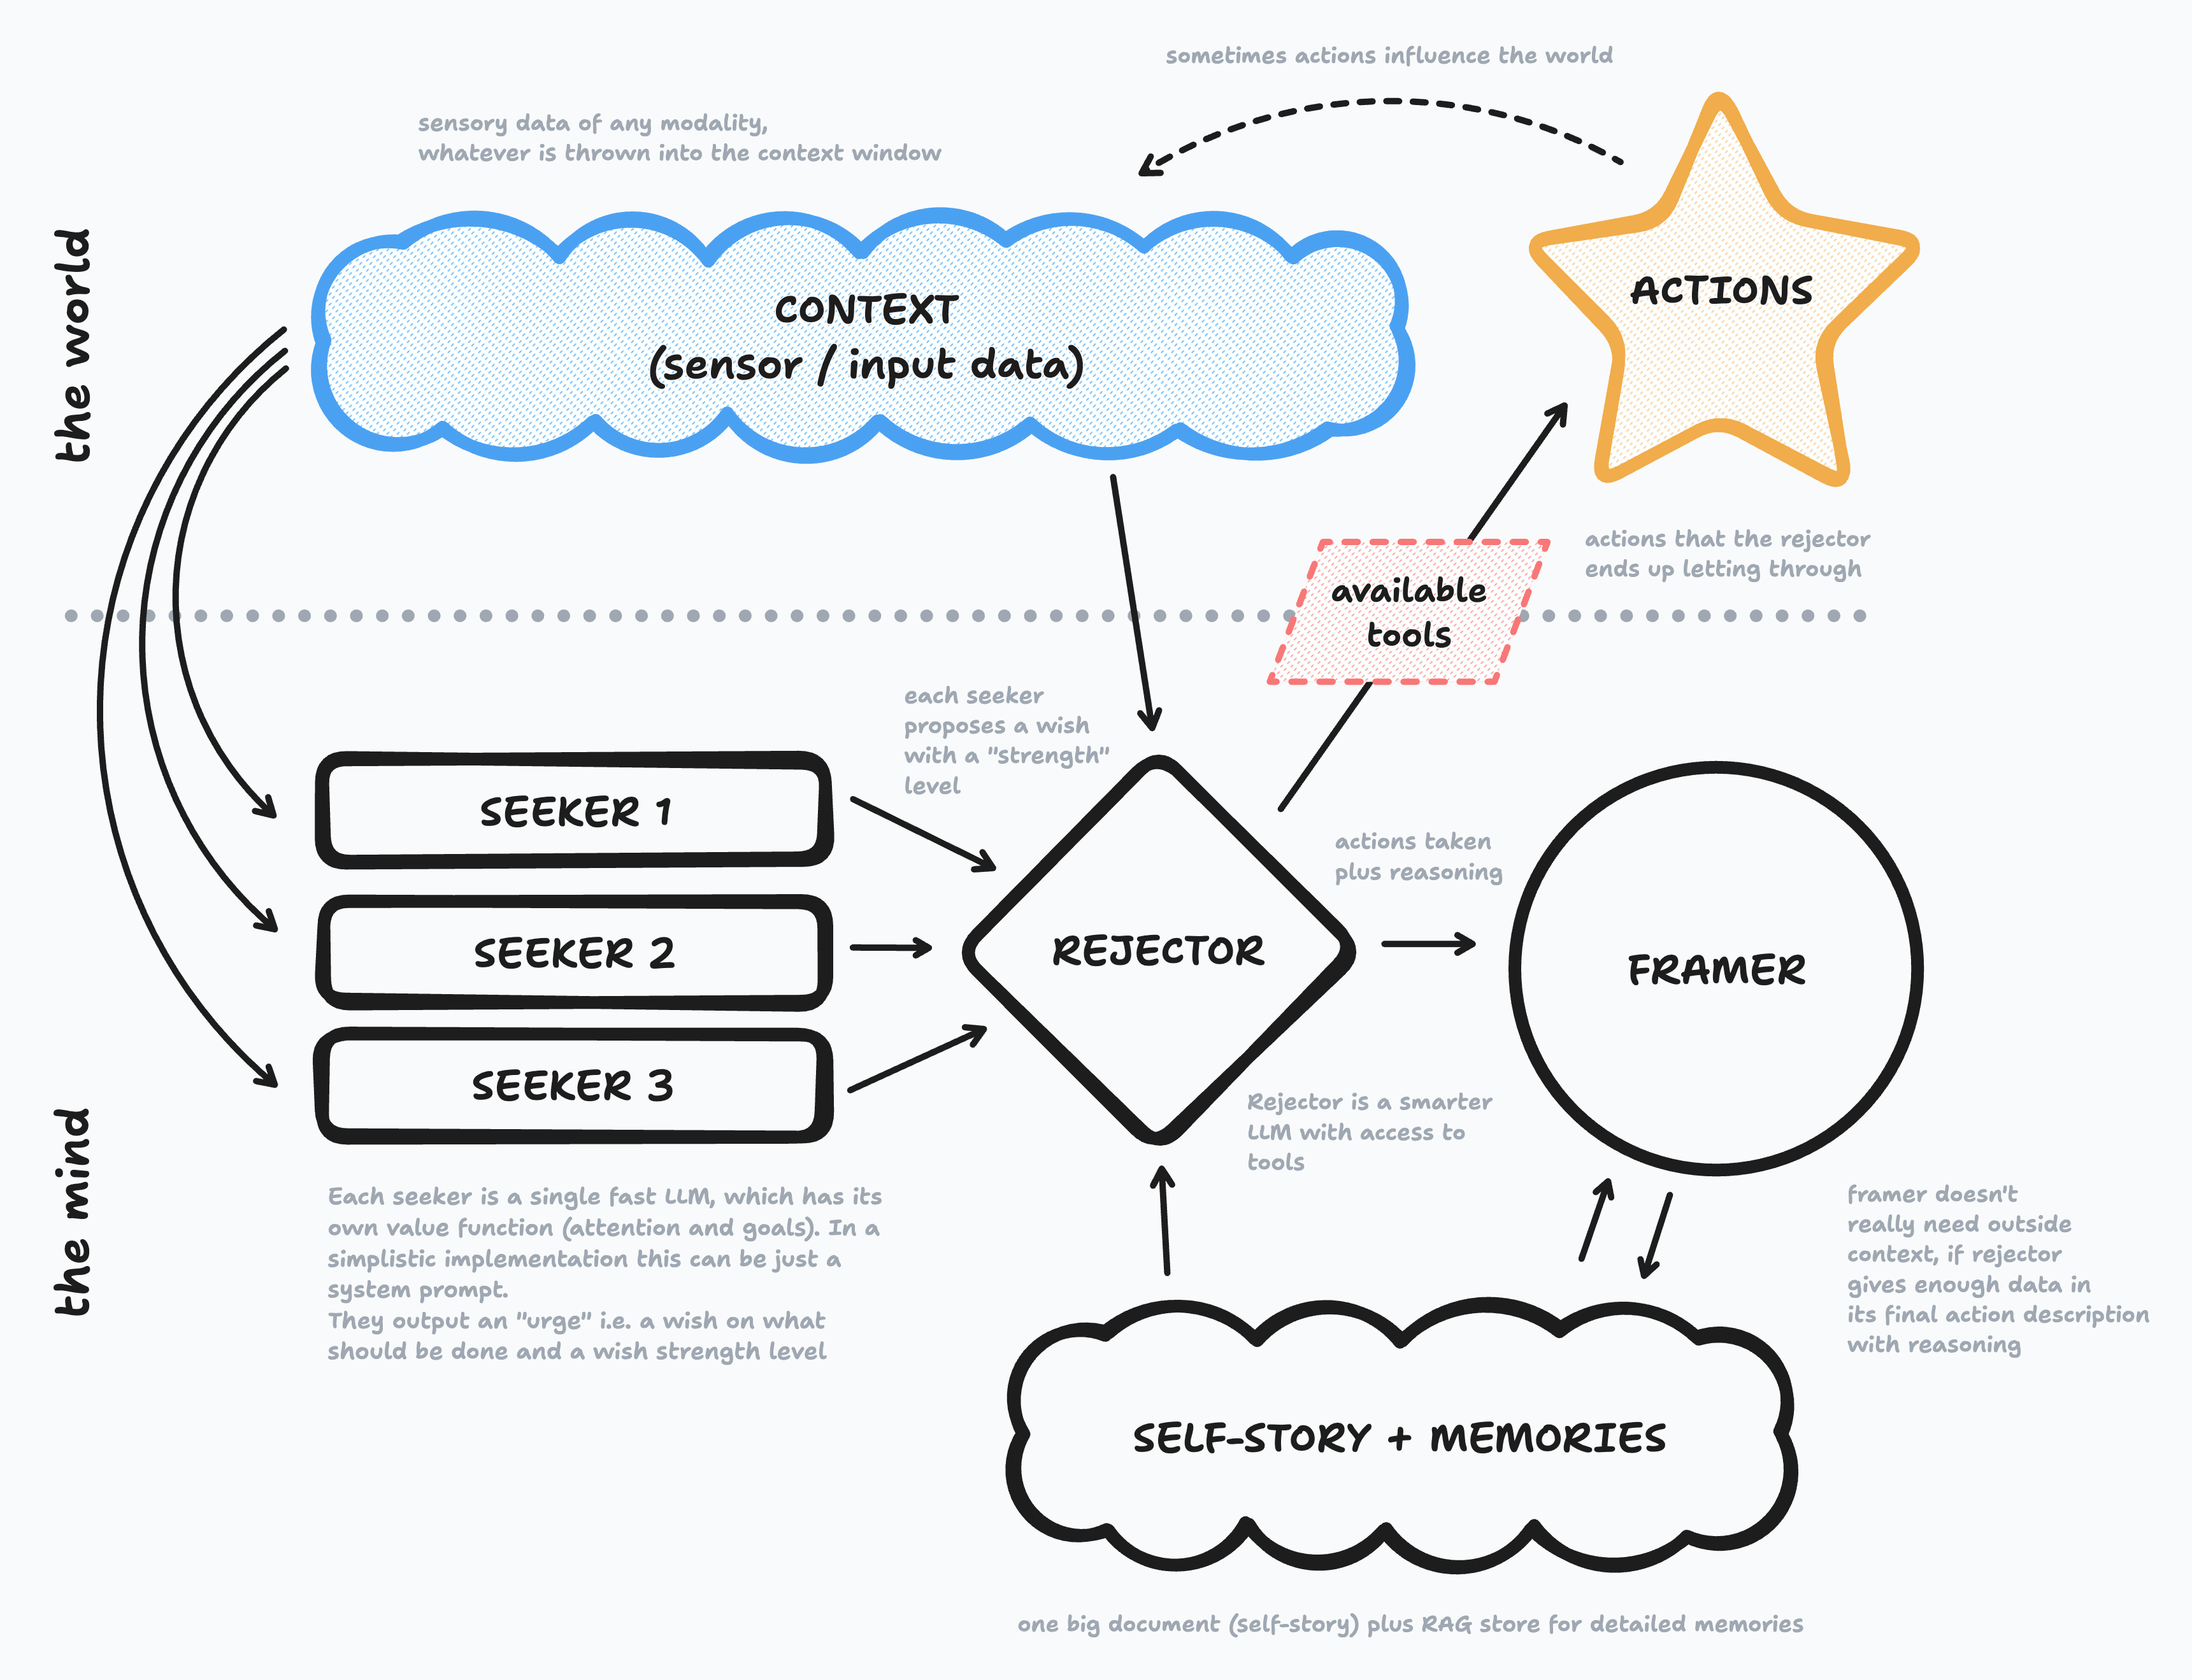 sometimes actions influence the world
sensory data of any modality,
whatever is thrown into the context window
the world
CONTEXT
(sensor / input data)
ACTIONS
actions that the rejector
ends up letting through
available
tools
each seeker
proposes a wish
with a "strength"
level
the mind
SEEKER 1
SEEKER 2
SEEKER 3
REJECTOR
actions taken
plus reasoning
FRAMER
Rejector is a smarter
LLM with access to
tools
Each seeker is a single fast LLM, which has its
own value function (attention and goals). In a
simplistic implementation this can be just a
system prompt.
They output an "urge" i.e. a wish on what
should be done and a wish strength level
framer doesn't
really need outside
context, if rejector
gives enough data in
its final action description
with reasoning
SELF-STORY + MEMORIES
one big document (self-story) plus RAG store for detailed memories